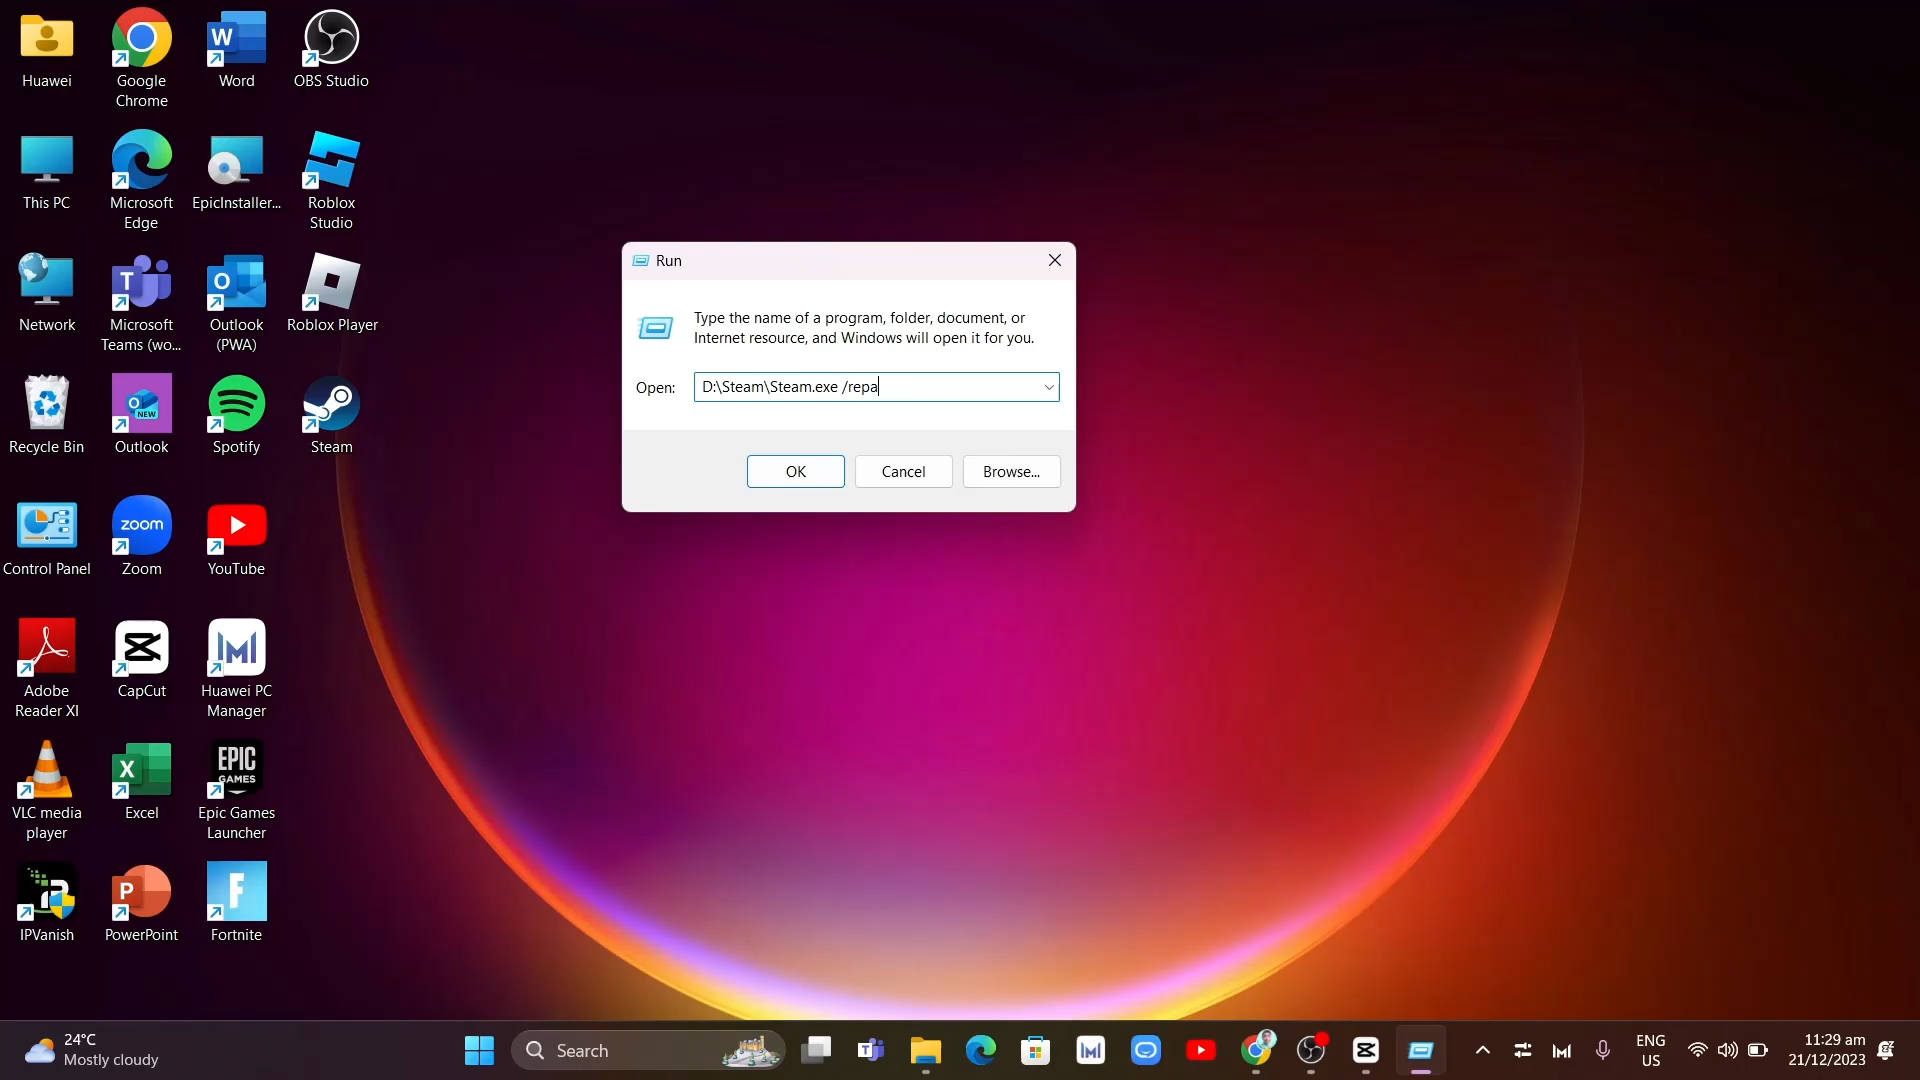 Huawei
Google
Chrome
Word
OBS Studio
This PC
Microsoft
Edge
EpicInstaller...
Roblox
Studio
Network
Microsoft
Teams (wo...
Outlook
(PWA)
Roblox Player
Recycle Bin
Outlook
Spotify
Steam
Control Panel
zoom
Zoom
YouTube
Adobe
Reader XI
CapCut
Huawei PC
Manager
VLC media
player
Excel
EPIC
GAMES
Epic Games
Launcher
IPVanish
PowerPoint
Fortnite
Run
Type the name of a program, folder, document, or
Internet resource, and Windows will open it for you.
Open:
D:\Steam\Steam.exe /repa
OK
Cancel
Browse...
24°C
Mostly cloudy
Search
ENG
US
11:29 am
21/12/2023